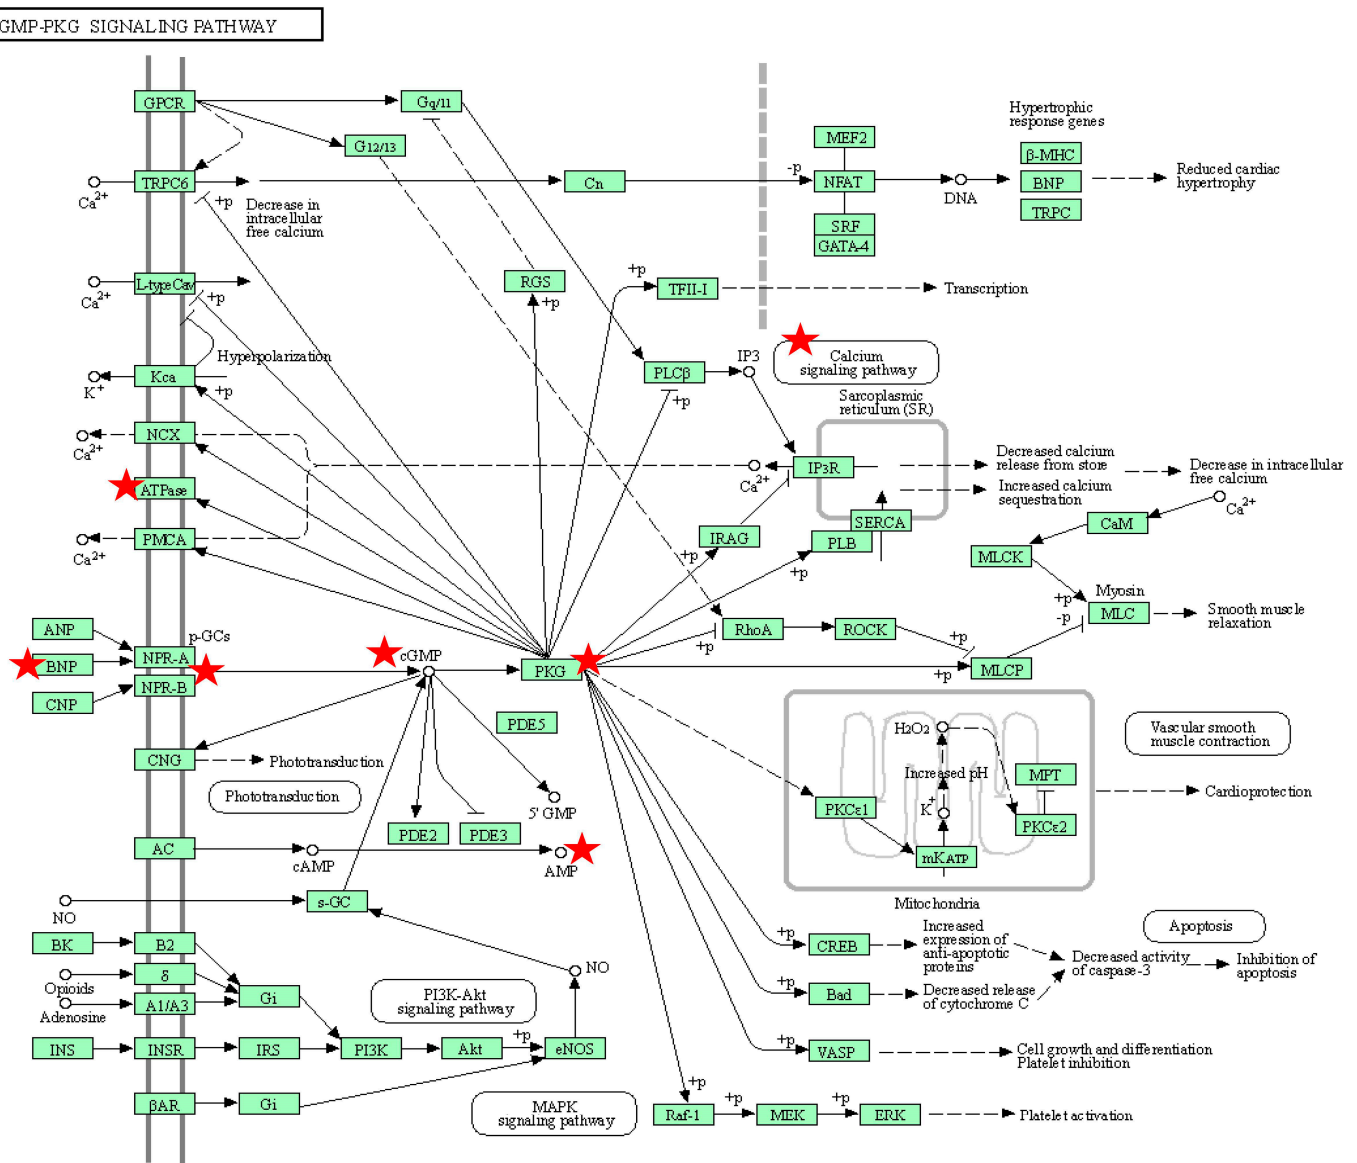 GMP-PKG SIGNALING PATHWAY
GPCR
Gq/11
G12/13
Hypertrophic
response genes
MEF2
β-MHC
TRPC6
Ca2+
+p
Decrease in
intracellular
free calcium
Cn
-p
NFAT
DNA
BNP
Reduced cardiac
hypertrophy
TRPC
SRF
GATA-4
L-type Cav
Ca2+
+p
RGS
+p
+p
TFII-I
Transcription
Hyperpolarization
Kca
K+
+p
PLCβ
+p
IP3
Calcium
signaling pathway
Sarcoplasmic
reticulum (SR)
NCX
Ca2+
IP3R
Ca2+
Decreased calcium
release from store
Increased calcium
sequestration
Decrease in intracellular
free calcium
Ca2+
ATPase
SERCA
PLB
+p
IRAG
+p
CaM
MLCK
PMCA
Ca2+
Myosin
+p
-p
MLC
Smooth muscle
relaxation
ANP
BNP
CNP
p-GCs
NPR-A
NPR-B
cGMP
PKG
RhoA
+p
ROCK
+p
+p
MLCP
PDE5
CNG
Phototransduction
Phototransduction
5' GMP
PDE2
PDE3
H2O2
Increased pH
K+
MPT
PKCε1
PKCε2
mKATP
Mitochondria
Vascular smooth
muscle contraction
Cardioprotection
AC
cAMP
AMP
NO
s-GC
BK
B2
Opioids
δ
Adenosine
A1/A3
Gi
NO
PI3K-Akt
signaling pathway
INS
INSR
IRS
PI3K
Akt
+p
eNOS
βAR
Gi
MAPK
signaling pathway
+p
CREB
Increased
expression of
anti-apoptotic
proteins
Apoptosis
Decreased activity
of caspase-3
Inhibition of
apoptosis
+p
Bad
Decreased release
of cytochrome C
+p
VASP
Cell growth and differentiation
Platelet inhibition
+p
Raf-1
+p
MEK
+p
ERK
Platelet activation